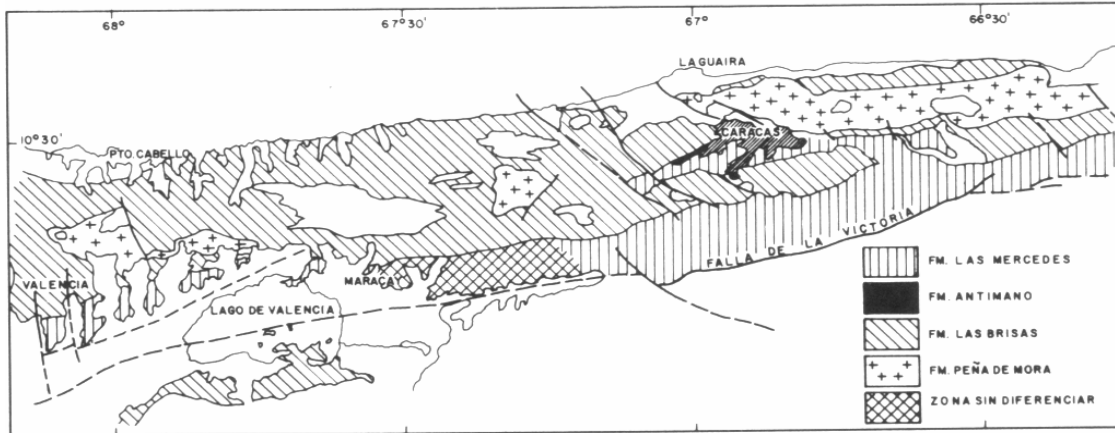 68°
67°30'
67°
66°30'
LA GUAIRA
CARACAS
10°30'
PTO. CABELLO
FALLA DE LA VICTORIA
MARACAY
VALENCIA
LAGO DE VALENCIA
FM. LAS MERCEDES
FM. ANTIMANO
FM. LAS BRISAS
FM. PEÑA DE MORA
ZONA SIN DIFERENCIAR